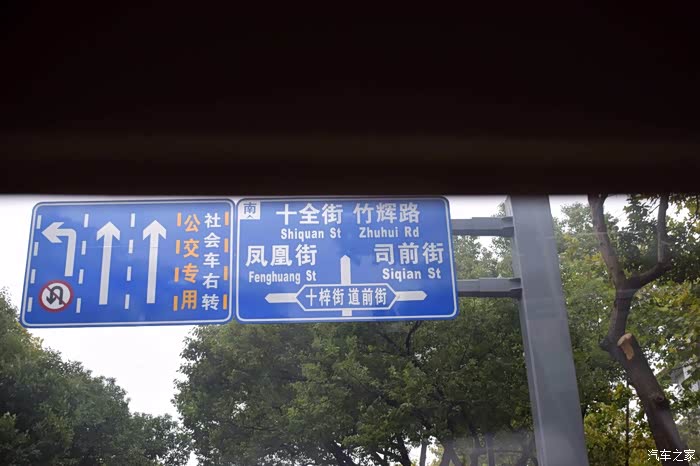 公交专用
社会车右转
南
十全街 竹辉路
Shiquan St Zhuhui Rd
凤凰街 司前街
Fenghuang St Siqian St
十梓街 道前街
汽车之家